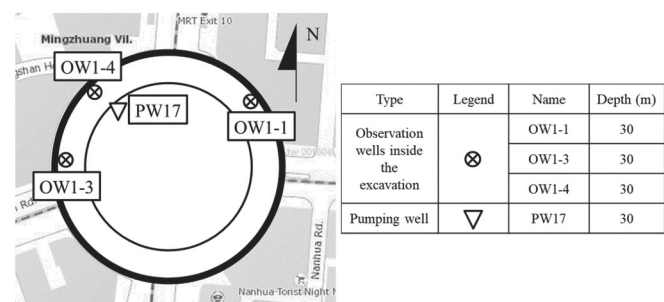 MRT Exit 10
N
Mingzhuang Vil.
OW1-4
PW17
OW1-1
OW1-3
Rd.
Nanhua Rd.
Nanhua Torist Night
Type Legend Name Depth (m)
Observation wells inside the excavation
OW1-1 30
OW1-3 30
OW1-4 30
Pumping well PW17 30